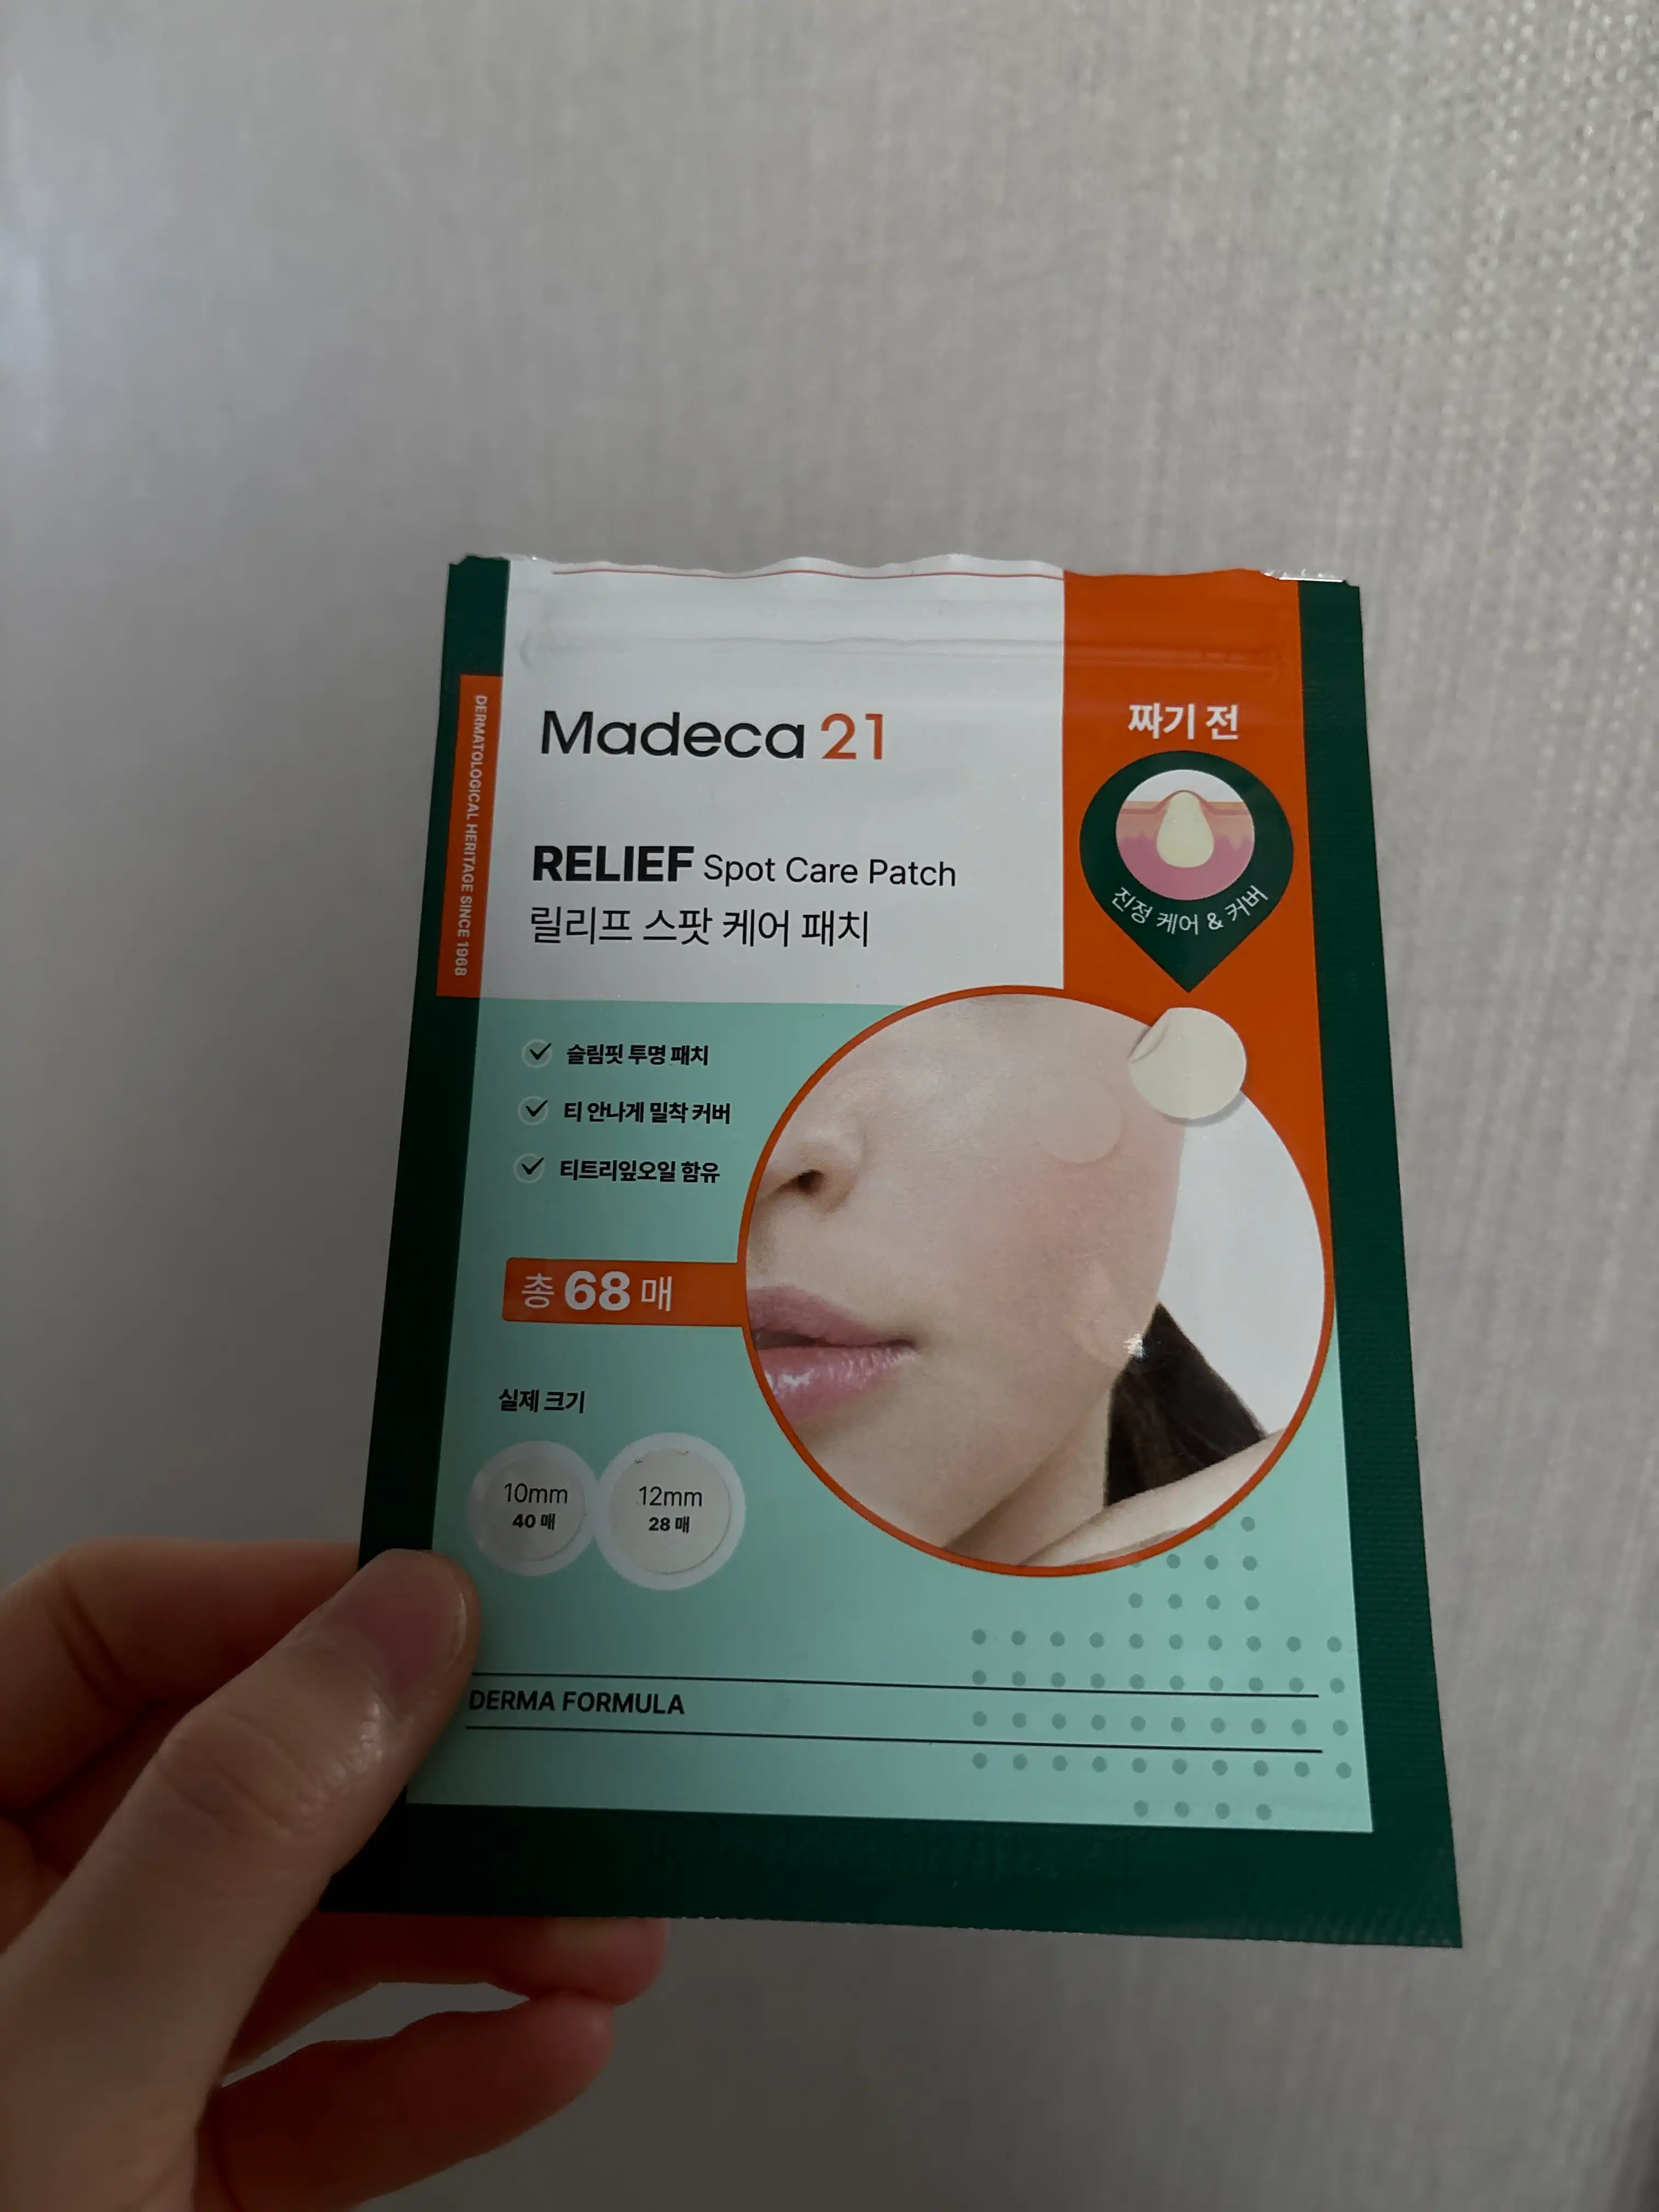 DERMATOLOGICAL HERITAGE SINCE 1968
Madeca 21
RELIEF Spot Care Patch
릴리프 스팟 케어 패치
짜기 전
진정 케어 & 커버
슬림핏 투명 패치
티 안나게 밀착 커버
티트리잎오일 함유
총 68 매
실제 크기
10mm
40 매
12mm
28 매
DERMA FORMULA